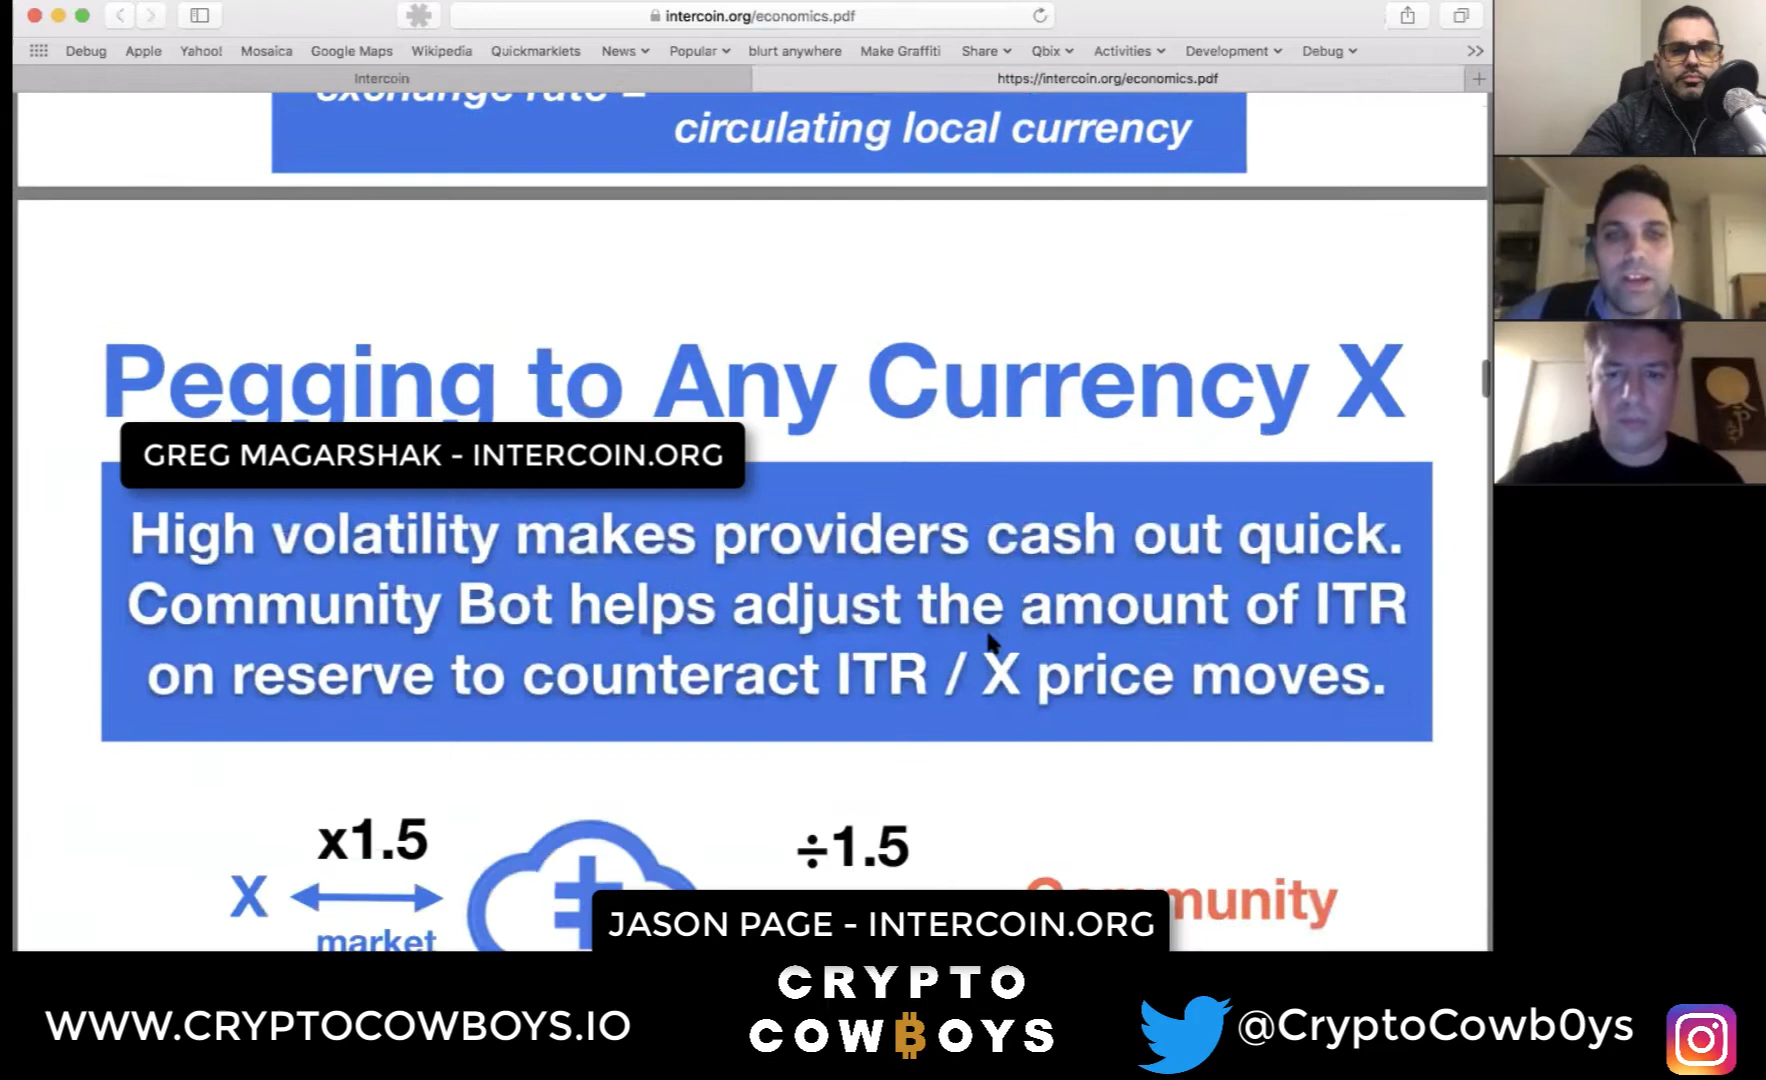 intercoin.org/economics.pdf
Debug Apple Yahoo! Mosaica Google Maps Wikipedia Quickmarklets News Popular blurt anywhere Make Graffiti Share Qbix Activities Development Debug >>
Intercoin https://intercoin.org/economics.pdf +
exchange rate =
circulating local currency
Pegging to Any Currency X
GREG MAGARSHAK - INTERCOIN.ORG
High volatility makes providers cash out quick.
Community Bot helps adjust the amount of ITR
on reserve to counteract ITR / X price moves.
x1.5 ÷1.5
X Community
market
JASON PAGE - INTERCOIN.ORG
CRYPTO
COWBOYS
WWW.CRYPTOCOWBOYS.IO
@CryptoCowb0ys